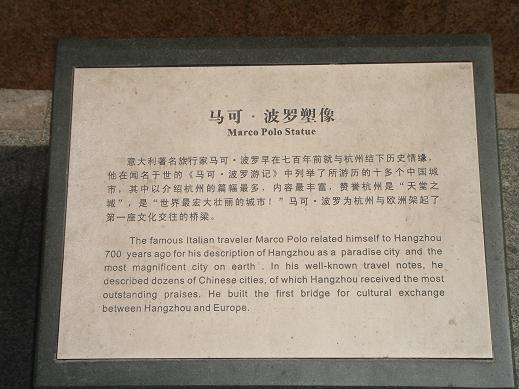 马可·波罗塑像
Marco Polo Statue
意大利著名旅行家马可·波罗早在七百年前就与杭州结下历史情缘,
他在闻名于世的《马可·波罗游记》中列举了所游历的十多个中国城
市,其中以介绍杭州的篇幅最多,内容最丰富,赞誉杭州是“天堂之
城”,是“世界最宏大壮丽的城市!”马可·波罗为杭州与欧洲架起了
第一座文化交往的桥梁。
The famous Italian traveler Marco Polo related himself to Hangzhou
700 years ago for his description of Hangzhou as a paradise city and the
most magnificent city on earth . In his well-known travel notes, he
described dozens of Chinese cities, of which Hangzhou received the most
outstanding praises. He built the first bridge for cultural exchange
between Hangzhou and Europe.